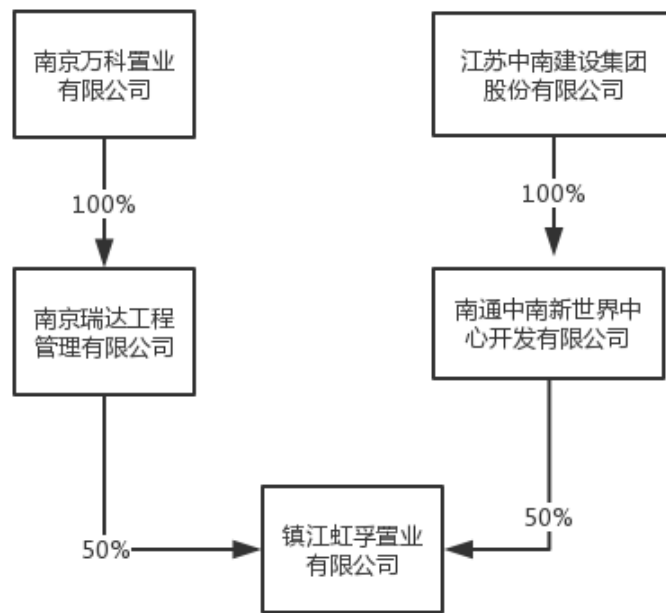 南京万科置业
有限公司
江苏中南建设集团
股份有限公司
100%
100%
南京瑞达工程
管理有限公司
南通中南新世界中
心开发有限公司
50%
镇江虹孚置业
有限公司
50%